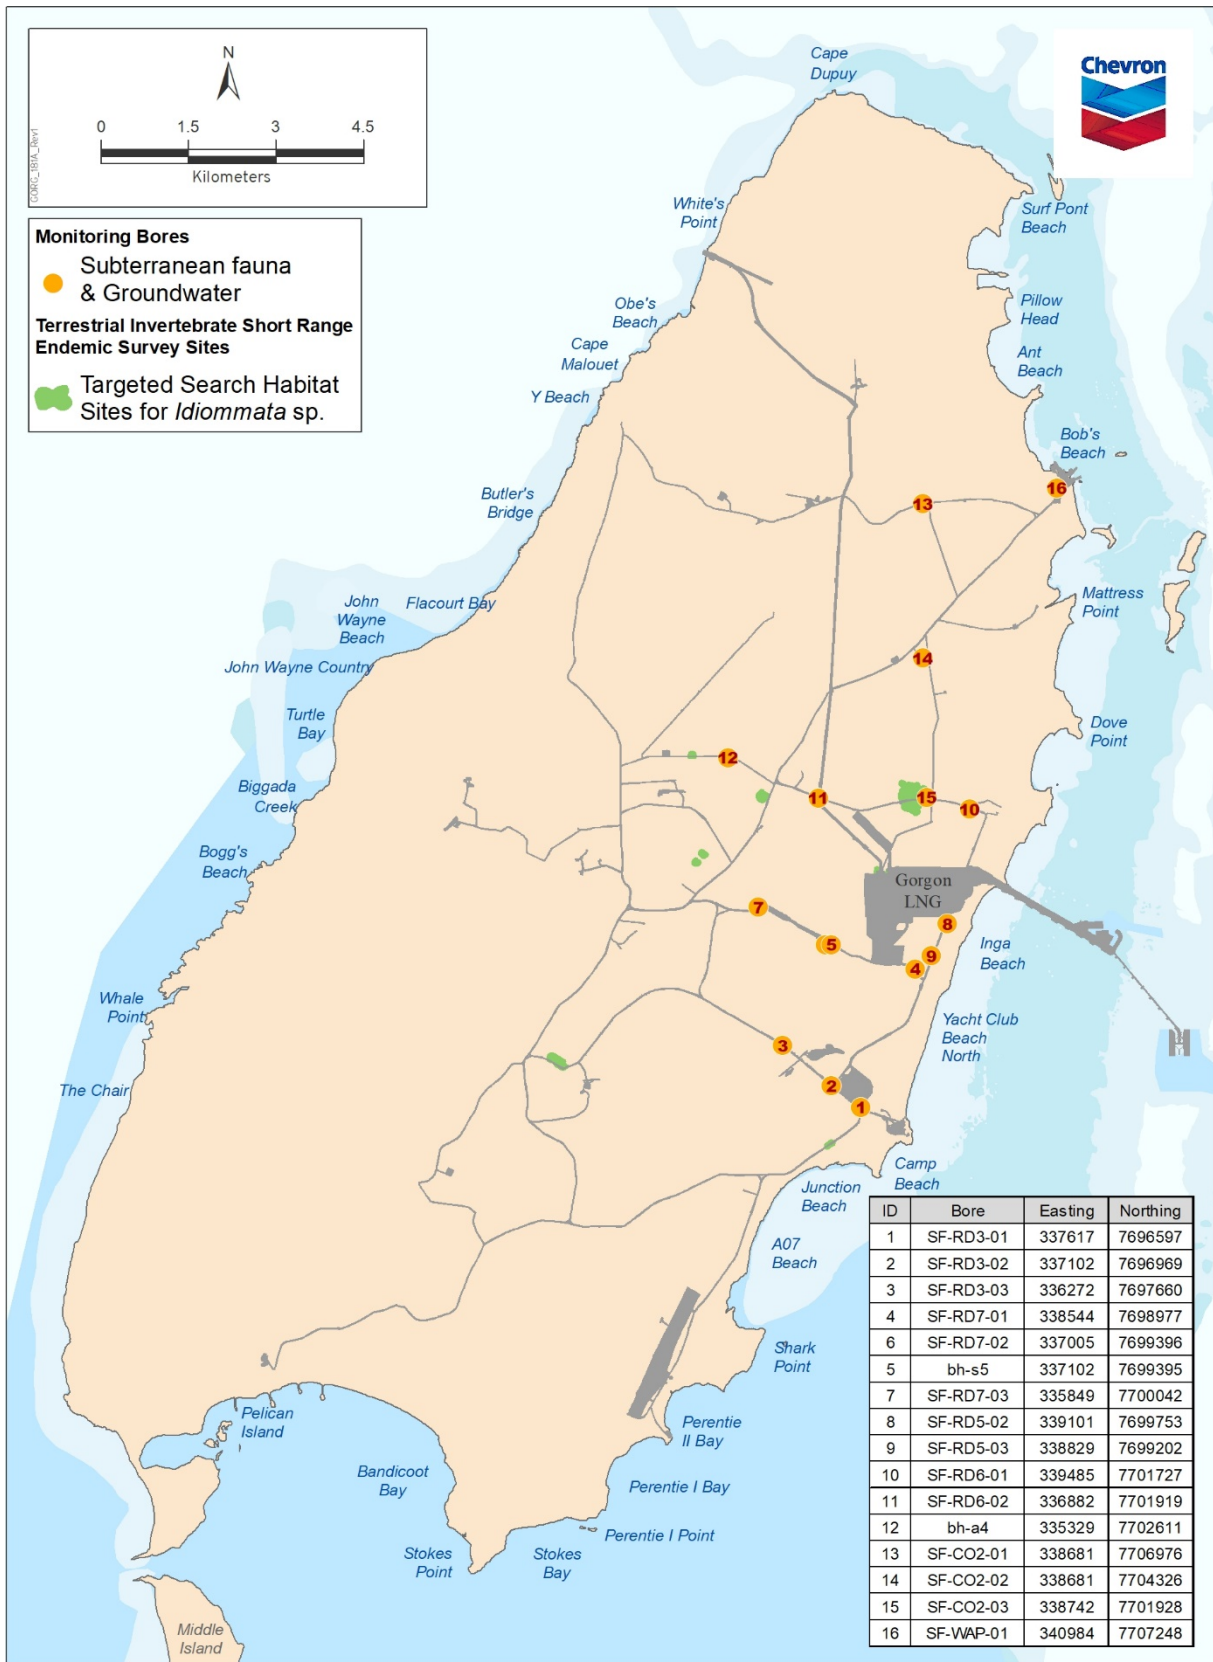 Cape
Dupuy
Chevron
N
0 1.5 3 4.5
Kilometers
GORG_181A_Rev1
White's
Point
Surf Pont
Beach
Monitoring Bores
Subterranean fauna
& Groundwater
Terrestrial Invertebrate Short Range
Endemic Survey Sites
Targeted Search Habitat
Sites for Idiommata sp.
Obe's
Beach
Pillow
Head
Cape
Malouet
Ant
Beach
Y Beach
Bob's
Beach
16
Butler's
Bridge
13
John
Wayne
Beach
Flacourt Bay
Mattress
Point
John Wayne Country
14
Turtle
Bay
Dove
Point
12
Biggada
Creek
11
15
10
Bogg's
Beach
Gorgon
LNG
7
8
5
Inga
Beach
9
4
Whale
Point
Yacht Club
Beach
North
3
The Chair
2
1
Camp
Beach
Junction
Beach
A07
Beach
Shark
Point
Pelican
Island
Perentie
II Bay
Bandicoot
Bay
Perentie I Bay
Perentie I Point
Stokes
Point
Stokes
Bay
Middle
Island
ID Bore Easting Northing
1 SF-RD3-01 337617 7696597
2 SF-RD3-02 337102 7696969
3 SF-RD3-03 336272 7697660
4 SF-RD7-01 338544 7698977
6 SF-RD7-02 337005 7699396
5 bh-s5 337102 7699395
7 SF-RD7-03 335849 7700042
8 SF-RD5-02 339101 7699753
9 SF-RD5-03 338829 7699202
10 SF-RD6-01 339485 7701727
11 SF-RD6-02 336882 7701919
12 bh-a4 335329 7702611
13 SF-CO2-01 338681 7706976
14 SF-CO2-02 338681 7704326
15 SF-CO2-03 338742 7701928
16 SF-WAP-01 340984 7707248